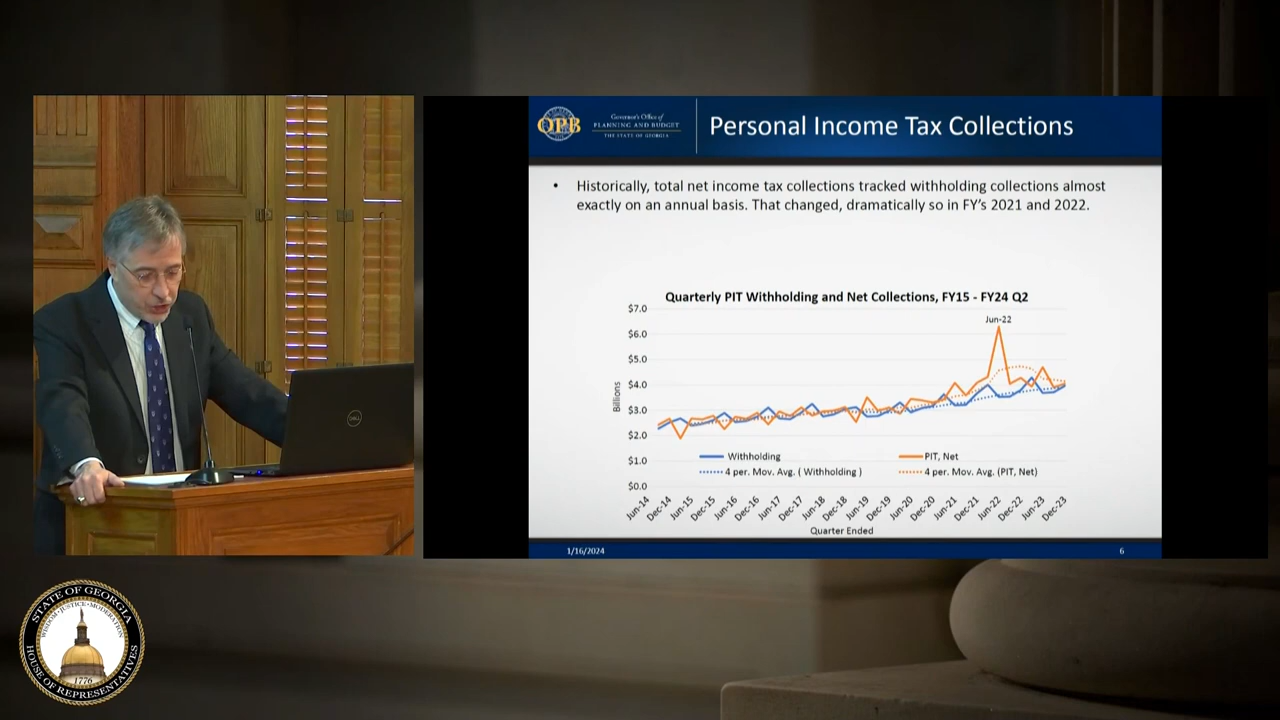 OPB
Governor's Office of
PLANNING AND BUDGET
THE STATE OF GEORGIA
Personal Income Tax Collections
• Historically, total net income tax collections tracked withholding collections almost
exactly on an annual basis. That changed, dramatically so in FY's 2021 and 2022.
Quarterly PIT Withholding and Net Collections, FY15 - FY24 Q2
$7.0
$6.0
$5.0
$4.0
$3.0
$2.0
$1.0
$0.0
Billions
Jun-22
Withholding
PIT, Net
4 per. Mov. Avg. ( Withholding )
4 per. Mov. Avg. (PIT, Net)
Jun-14
Dec-14
Jun-15
Dec-15
Jun-16
Dec-16
Jun-17
Dec-17
Jun-18
Dec-18
Jun-19
Dec-19
Jun-20
Dec-20
Jun-21
Dec-21
Jun-22
Dec-22
Jun-23
Dec-23
Quarter Ended
1/16/2024
6
DELL
STATE OF GEORGIA
WISDOM · JUSTICE · MODERATION
1776
HOUSE OF REPRESENTATIVES